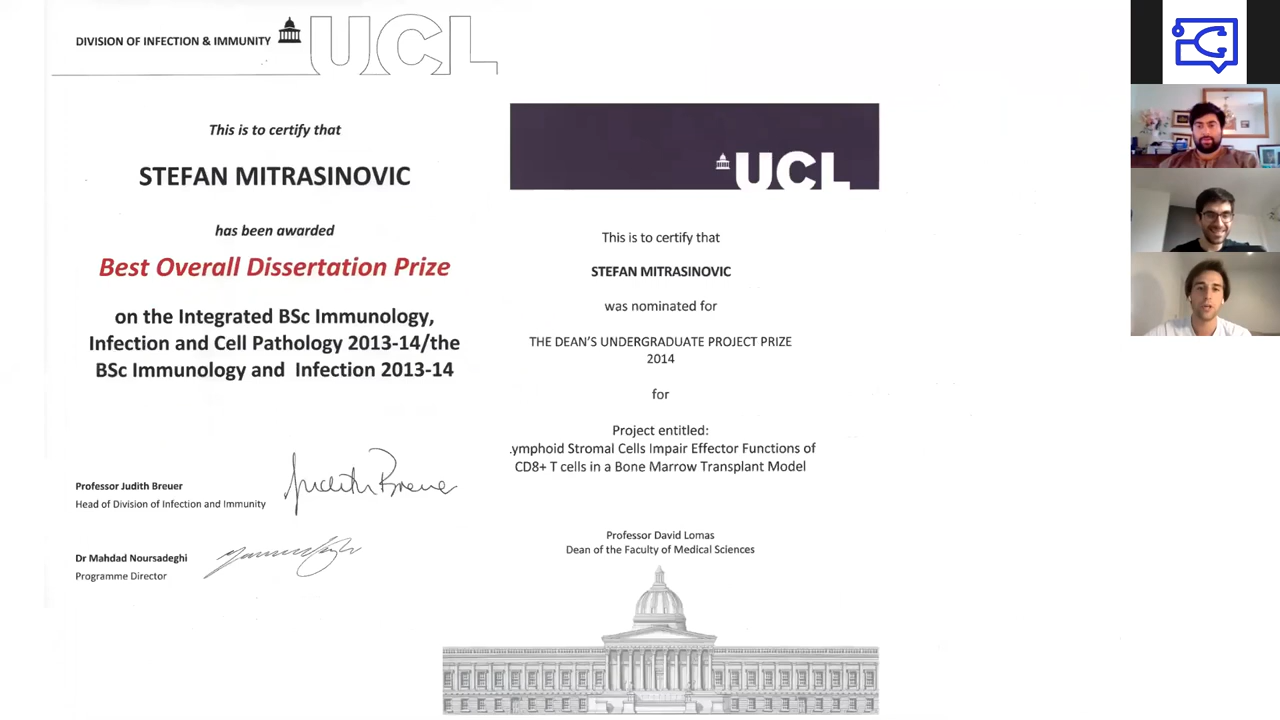 DIVISION OF INFECTION & IMMUNITY
UCL
This is to certify that
STEFAN MITRASINOVIC
has been awarded
Best Overall Dissertation Prize
on the Integrated BSc Immunology,
Infection and Cell Pathology 2013-14/the
BSc Immunology and Infection 2013-14
Professor Judith Breuer
Head of Division of Infection and Immunity
Judith Breuer
Dr Mahdad Noursadeghi
Programme Director
UCL
This is to certify that
STEFAN MITRASINOVIC
was nominated for
THE DEAN'S UNDERGRADUATE PROJECT PRIZE
2014
for
Project entitled:
ymphoid Stromal Cells Impair Effector Functions of
CD8+ T cells in a Bone Marrow Transplant Model
Professor David Lomas
Dean of the Faculty of Medical Sciences